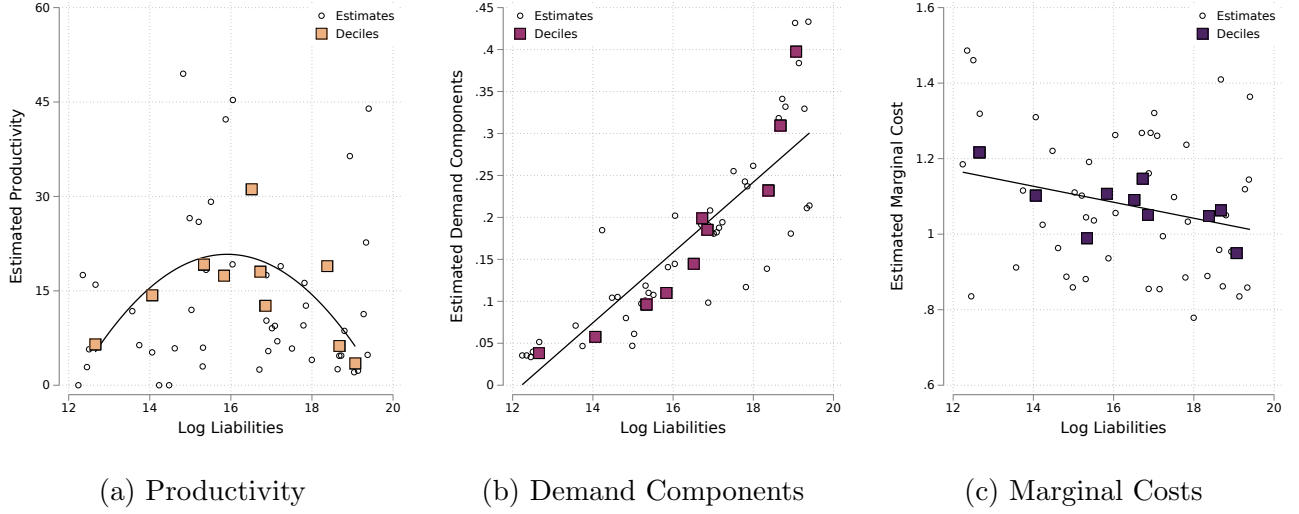 Estimated Productivity
60
45
30
15
0
12 14 16 18 20
Log Liabilities
Estimates
Deciles
(a) Productivity
Estimated Demand Components
.45
.4
.35
.3
.25
.2
.15
.1
.05
0
12 14 16 18 20
Log Liabilities
Estimates
Deciles
(b) Demand Components
Estimated Marginal Cost
1.6
1.4
1.2
1
.8
.6
12 14 16 18 20
Log Liabilities
Estimates
Deciles
(c) Marginal Costs